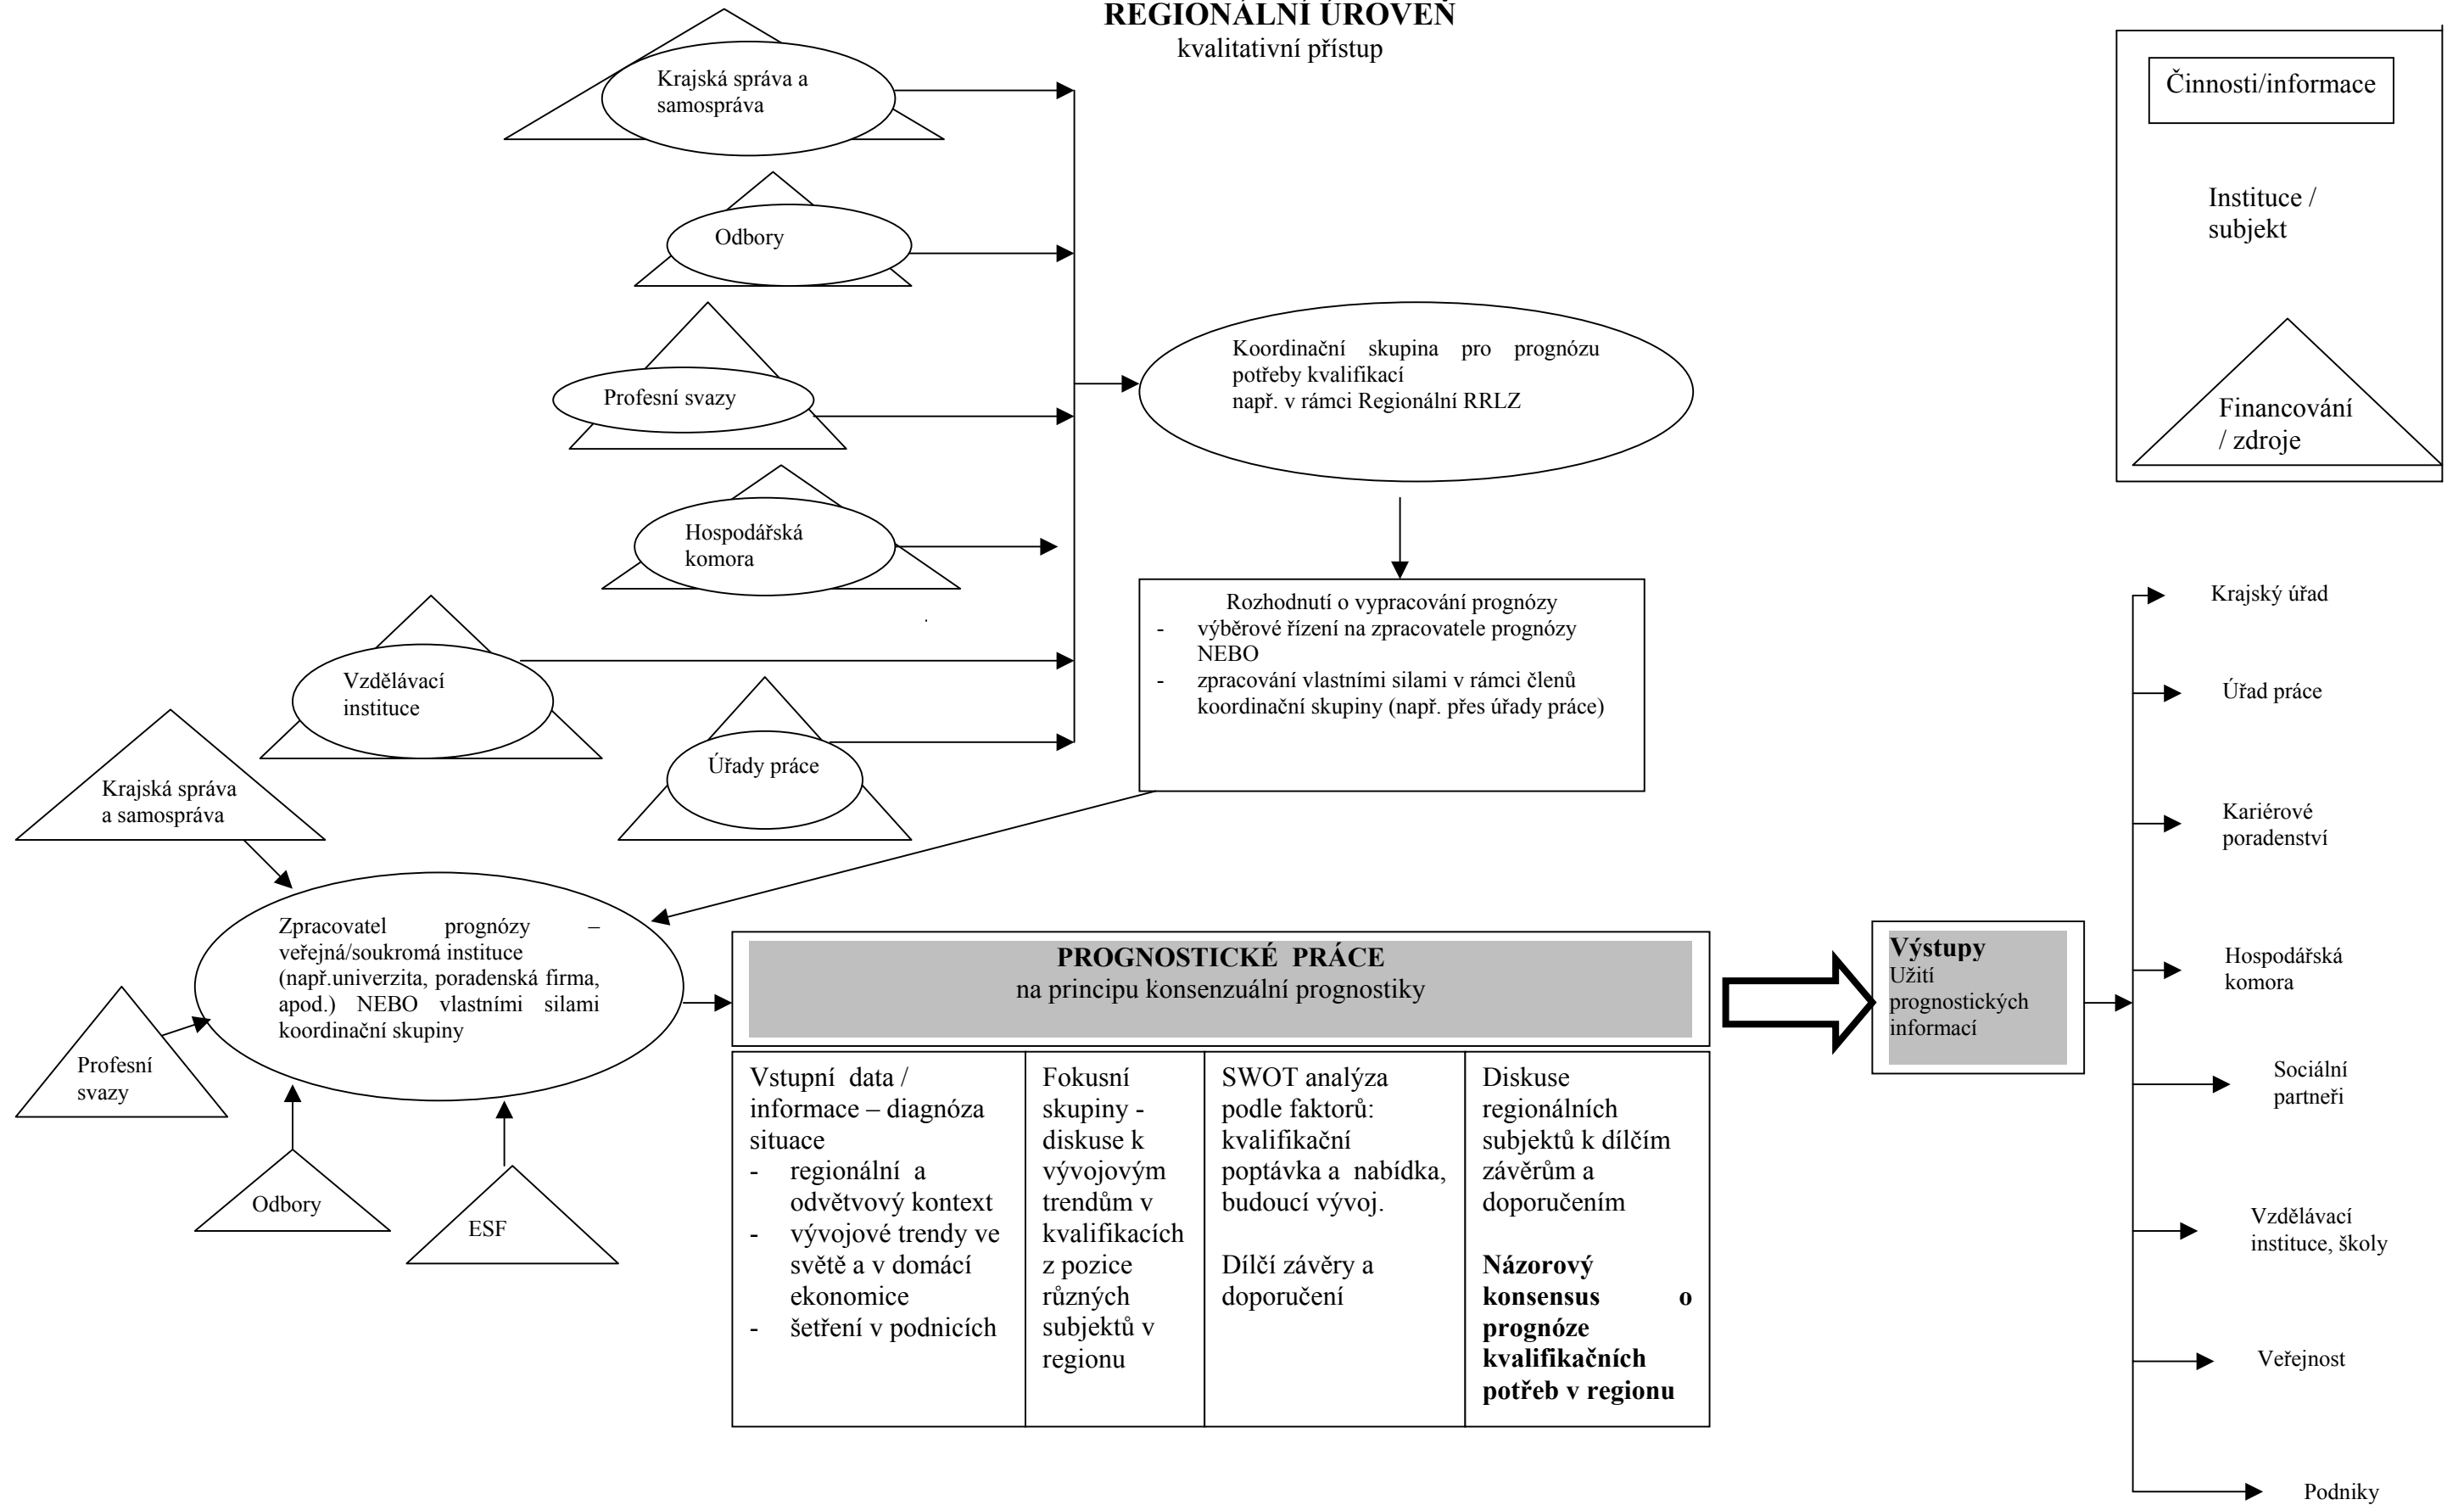 REGIONÁLNÍ ÚROVEŇ
kvalitativní přístup
Krajská správa a
samospráva
Odbory
Profesní svazy
Hospodářská
komora
Vzdělávací
instituce
Úřady práce
Koordinační skupina pro prognózu
potřeby kvalifikací
např. v rámci Regionální RRLZ
Činnosti/informace
Instituce /
subjekt
Financování
/ zdroje
Rozhodnutí o vypracování prognózy
- výběrové řízení na zpracovatele prognózy
NEBO
- zpracování vlastními silami v rámci členů
koordinační skupiny (např. přes úřady práce)
Krajská správa
a samospráva
Zpracovatel prognózy –
veřejná/soukromá instituce
(např.univerzita, poradenská firma,
apod.) NEBO vlastními silami
koordinační skupiny
Profesní
svazy
Odbory
ESF
PROGNOSTICKÉ PRÁCE
na principu konsenzuální prognostiky
Vstupní data /
informace – diagnóza
situace
- regionální a
odvětvový kontext
- vývojové trendy ve
světě a v domácí
ekonomice
- šetření v podnicích
Fokusní
skupiny -
diskuse k
vývojovým
trendům v
kvalifikacích
z pozice
různých
subjektů v
regionu
SWOT analýza
podle faktorů:
kvalifikační
poptávka a nabídka,
budoucí vývoj.
Dílčí závěry a
doporučení
Diskuse
regionálních
subjektů k dílčím
závěrům a
doporučením
Názorový
konsensus o
prognóze
kvalifikačních
potřeb v regionu
Výstupy
Užití
prognostických
informací
Krajský úřad
Úřad práce
Kariérové
poradenství
Hospodářská
komora
Sociální
partneři
Vzdělávací
instituce, školy
Veřejnost
Podniky